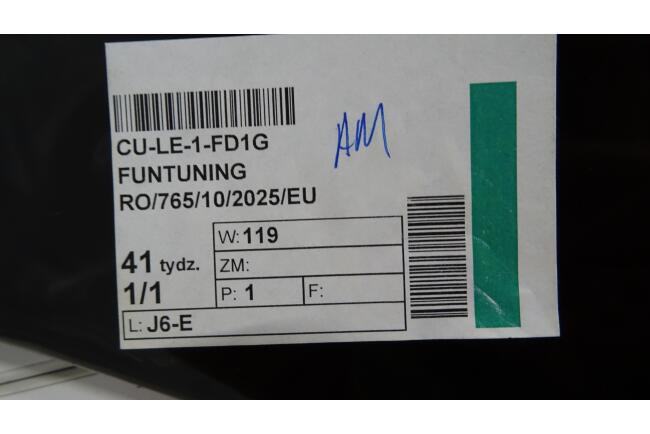 CU-LE-1-FD1G
AM
FUNTUNING
RO/765/10/2025/EU
W: 119
41 tydz.
ZM:
1/1
P: 1
F:
L: J6-E